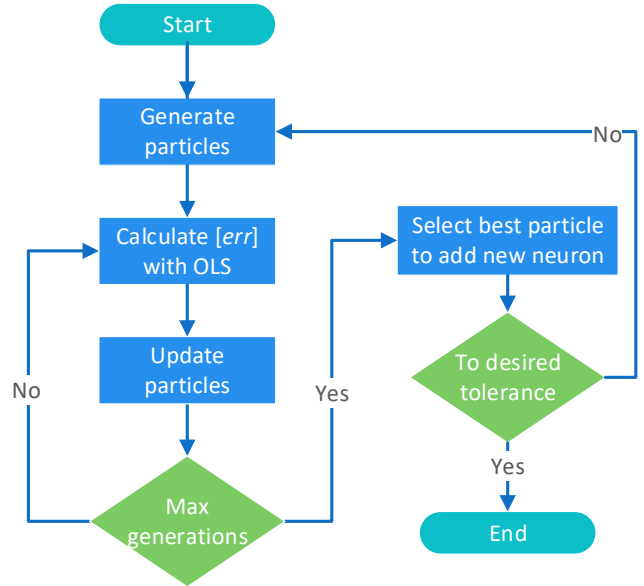 Start
Generate
particles
Calculate [err]
with OLS
Update
particles
No
Max
generations
Yes
Select best particle
to add new neuron
To desired
tolerance
No
Yes
End